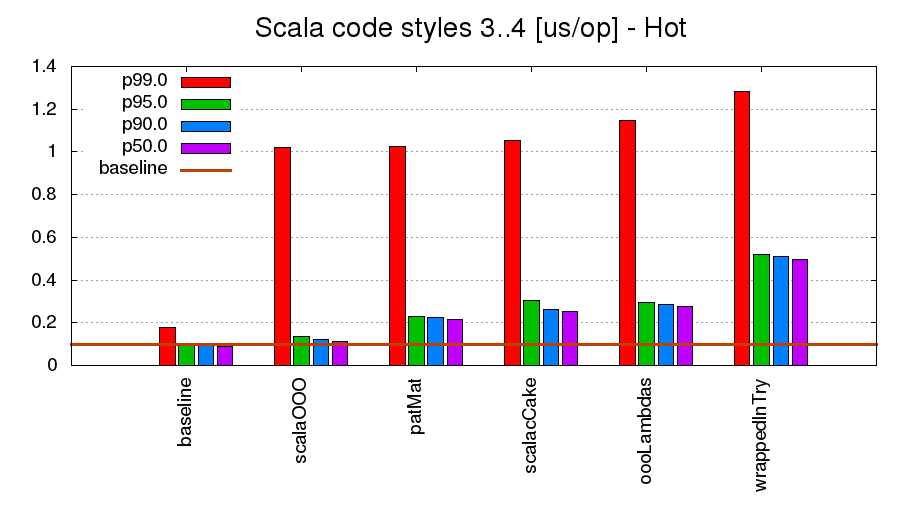 Scala code styles 3..4 [us/op] - Hot
1.4
1.2
1
0.8
0.6
0.4
0.2
0
p99.0
p95.0
p90.0
p50.0
baseline
baseline
scalaOOO
patMat
scalacCake
oooLambdas
wrappedInTry